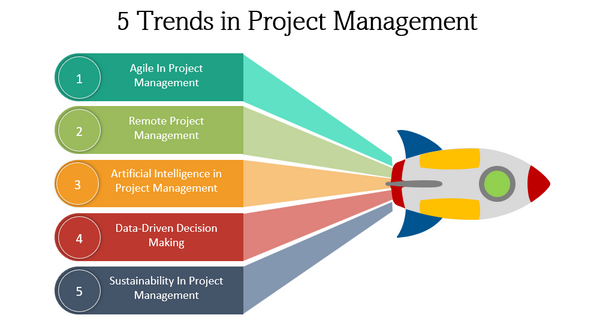 5 Trends in Project Management
1
Agile In Project
Management
2
Remote Project
Management
3
Artificial Intelligence in
Project Management
4
Data-Driven Decision
Making
5
Sustainability In Project
Management